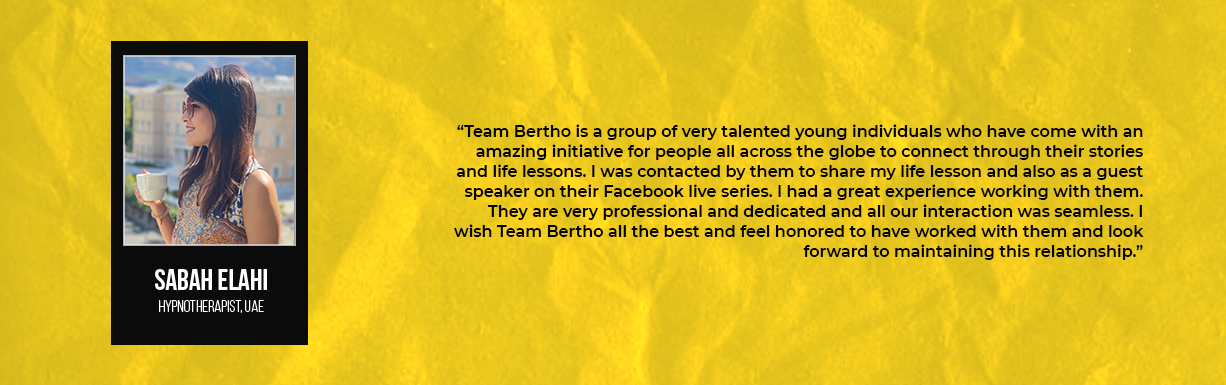 SABAH ELAHI
HYPNOTHERAPIST, UAE
“Team Bertho is a group of very talented young individuals who have come with an
amazing initiative for people all across the globe to connect through their stories
and life lessons. I was contacted by them to share my life lesson and also as a guest
speaker on their Facebook live series. I had a great experience working with them.
They are very professional and dedicated and all our interaction was seamless. I
wish Team Bertho all the best and feel honored to have worked with them and look
forward to maintaining this relationship.”